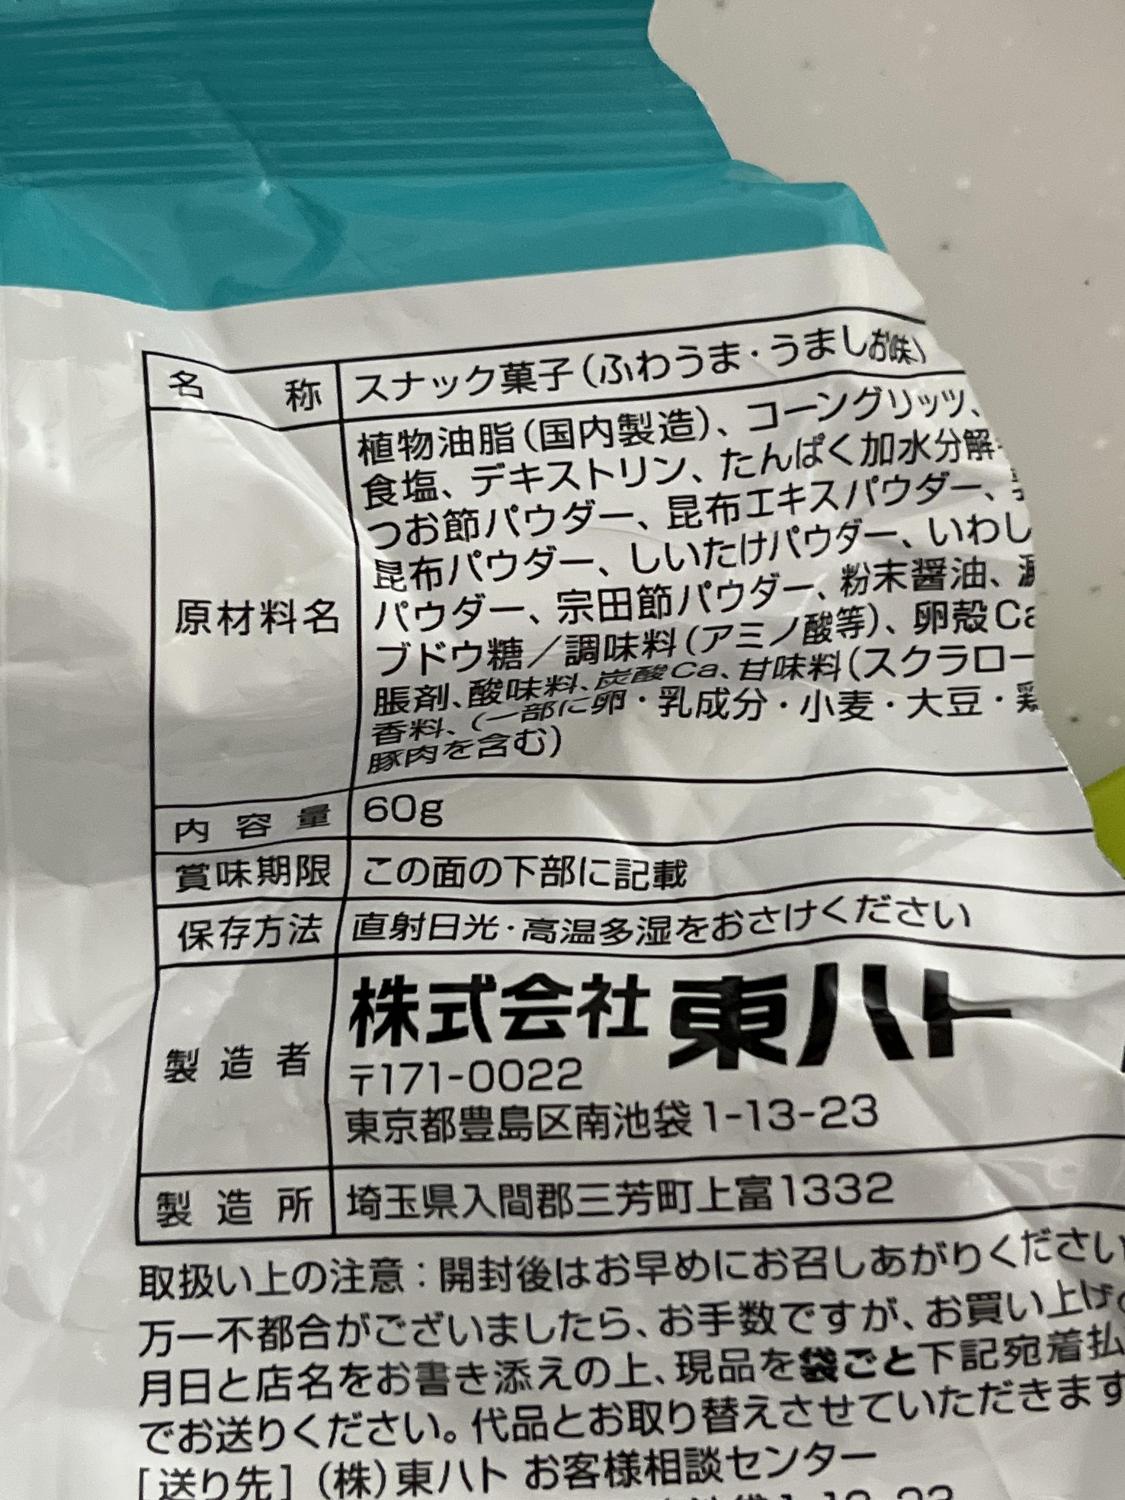 名称 スナック菓子(ふわうま・うましお味)
原材料名 植物油脂(国内製造)、コーングリッツ、
食塩、デキストリン、たんぱく加水分解
つお節パウダー、昆布エキスパウダー、
昆布パウダー、しいたけパウダー、いわし
パウダー、宗田節パウダー、粉末醤油、
ブドウ糖/調味料(アミノ酸等)、卵殻Ca
脹剤、酸味料、炭酸Ca、甘味料(スクラロー
香料、(一部に卵・乳成分・小麦・大豆・鶏
豚肉を含む)
内容量 60g
賞味期限 この面の下部に記載
保存方法 直射日光・高温多湿をおさけください
製造者 株式会社 東ハト
〒171-0022
東京都豊島区南池袋1-13-23
製造所 埼玉県入間郡三芳町上富1332
取扱い上の注意:開封後はお早めにお召しあがりください
万一不都合がございましたら、お手数ですが、お買い上げの
月日と店名をお書き添えの上、現品を袋ごと下記宛着払
でお送りください。代品とお取り替えさせていただきます
[送り先](株)東ハト お客様相談センター